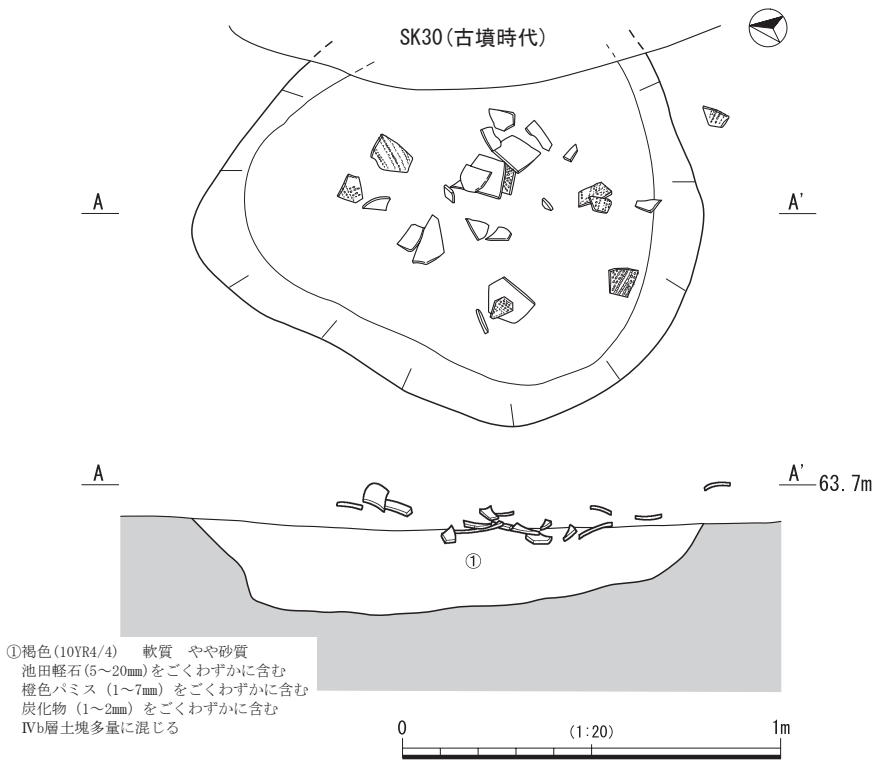 SK30(古墳時代)
A A'
A A' 63.7m
①
①褐色(10YR4/4) 軟質 やや砂質
池田軽石(5～20㎜)をごくわずかに含む
橙色パミス (1～7㎜) をごくわずかに含む
炭化物 (1～2㎜) をごくわずかに含む
Ⅳb層土塊多量に混じる
0 (1:20) 1m